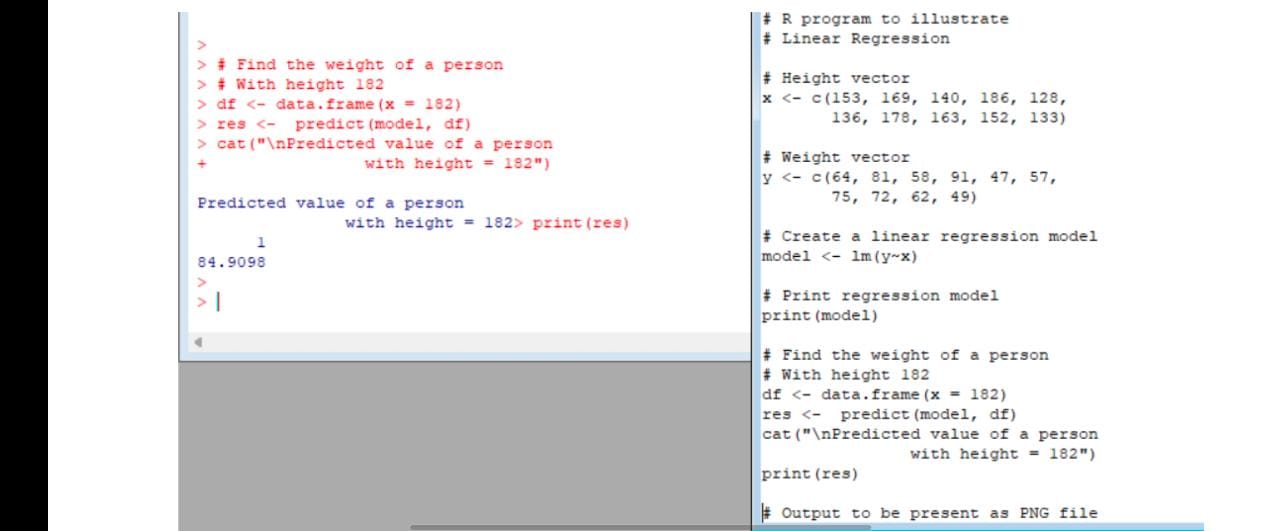 >
> # Find the weight of a person
> # With height 182
> df <- data.frame(x = 182)
> res <-  predict(model, df)
> cat("\nPredicted value of a person
+                 with height = 182")
Predicted value of a person
                with height = 182> print(res)
      1
84.9098
>
>
# R program to illustrate
# Linear Regression
# Height vector
x <- c(153, 169, 140, 186, 128,
       136, 178, 163, 152, 133)
# Weight vector
y <- c(64, 81, 58, 91, 47, 57,
       75, 72, 62, 49)
# Create a linear regression model
model <- lm(y~x)
# Print regression model
print(model)
# Find the weight of a person
# With height 182
df <- data.frame(x = 182)
res <-  predict(model, df)
cat("\nPredicted value of a person
                with height = 182")
print(res)
# Output to be present as PNG file